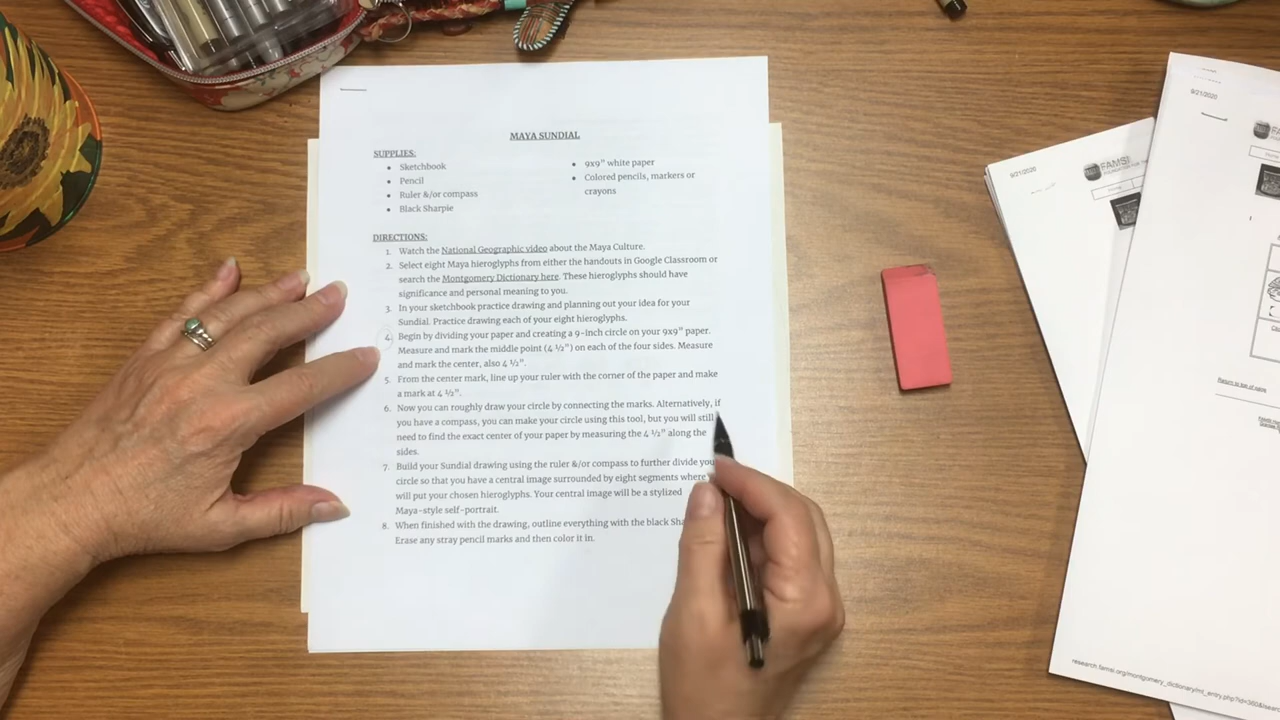 MAYA SUNDIAL
SUPPLIES:
• Sketchbook
• Pencil
• Ruler &/or compass
• Black Sharpie
• 9x9" white paper
• Colored pencils, markers or
crayons
DIRECTIONS:
1. Watch the National Geographic video about the Maya Culture.
2. Select eight Maya hieroglyphs from either the handouts in Google Classroom or
search the Montgomery Dictionary here. These hieroglyphs should have
significance and personal meaning to you.
3. In your sketchbook practice drawing and planning out your idea for your
Sundial. Practice drawing each of your eight hieroglyphs.
4. Begin by dividing your paper and creating a 9-inch circle on your 9x9" paper.
Measure and mark the middle point (4 ½") on each of the four sides. Measure
and mark the center, also 4 ½".
5. From the center mark, line up your ruler with the corner of the paper and make
a mark at 4 ½".
6. Now you can roughly draw your circle by connecting the marks. Alternatively, if
you have a compass, you can make your circle using this tool, but you will still
need to find the exact center of your paper by measuring the 4 ½" along the
sides.
7. Build your Sundial drawing using the ruler &/or compass to further divide you
circle so that you have a central image surrounded by eight segments where
will put your chosen hieroglyphs. Your central image will be a stylized
Maya-style self-portrait.
8. When finished with the drawing, outline everything with the black Sha
Erase any stray pencil marks and then color it in.
9/21/2020
FAMSI
9/21/2020
Return to top of page